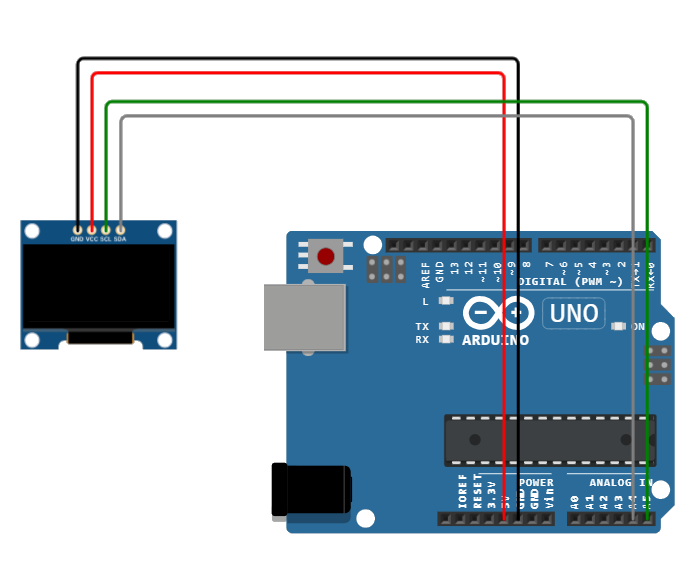 GND VCC SCL SDA
AREF
GND
13
12
~11
~10
~9
8
7
~6
~5
4
~3
2
TX→1
RX←0
DIGITAL (PWM ~)
L
TX
RX
ARDUINO
UNO
ON
POWER
ANALOG IN
IOREF
RESET
3.3V
5V
GND
GND
Vin
A0
A1
A2
A3
A4
A5